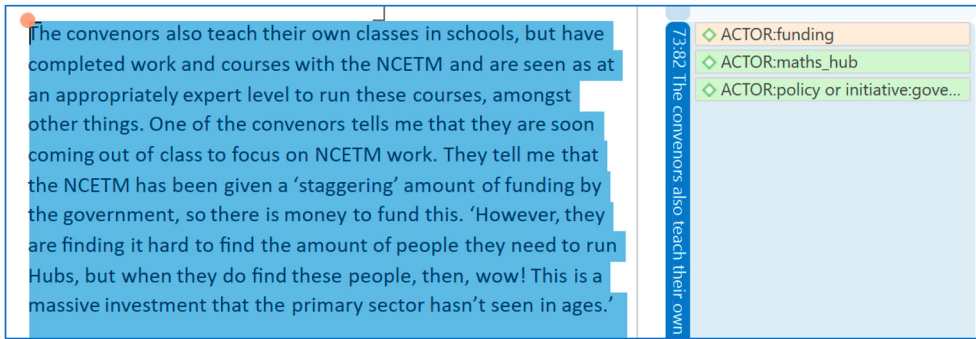 The convenors also teach their own classes in schools, but have
completed work and courses with the NCETM and are seen as at
an appropriately expert level to run these courses, amongst
other things. One of the convenors tells me that they are soon
coming out of class to focus on NCETM work. They tell me that
the NCETM has been given a ‘staggering’ amount of funding by
the government, so there is money to fund this. ‘However, they
are finding it hard to find the amount of people they need to run
Hubs, but when they do find these people, then, wow! This is a
massive investment that the primary sector hasn’t seen in ages.’
73:82 The convenors also teach their own
ACTOR:funding
ACTOR:maths_hub
ACTOR:policy or initiative:gove...